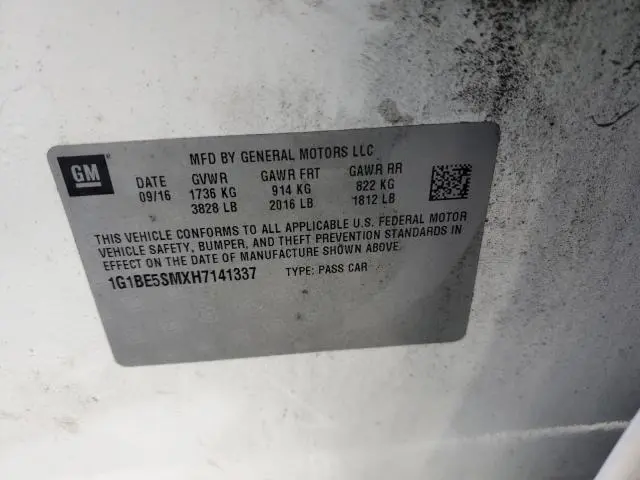 GM
MFD BY GENERAL MOTORS LLC
DATE GVWR GAWR FRT GAWR RR
09/16 1736 KG 914 KG 822 KG
3828 LB 2016 LB 1812 LB
THIS VEHICLE CONFORMS TO ALL APPLICABLE U.S. FEDERAL MOTOR
VEHICLE SAFETY, BUMPER, AND THEFT PREVENTION STANDARDS IN
EFFECT ON THE DATE OF MANUFACTURE SHOWN ABOVE.
1G1BE5SMXH7141337 TYPE: PASS CAR